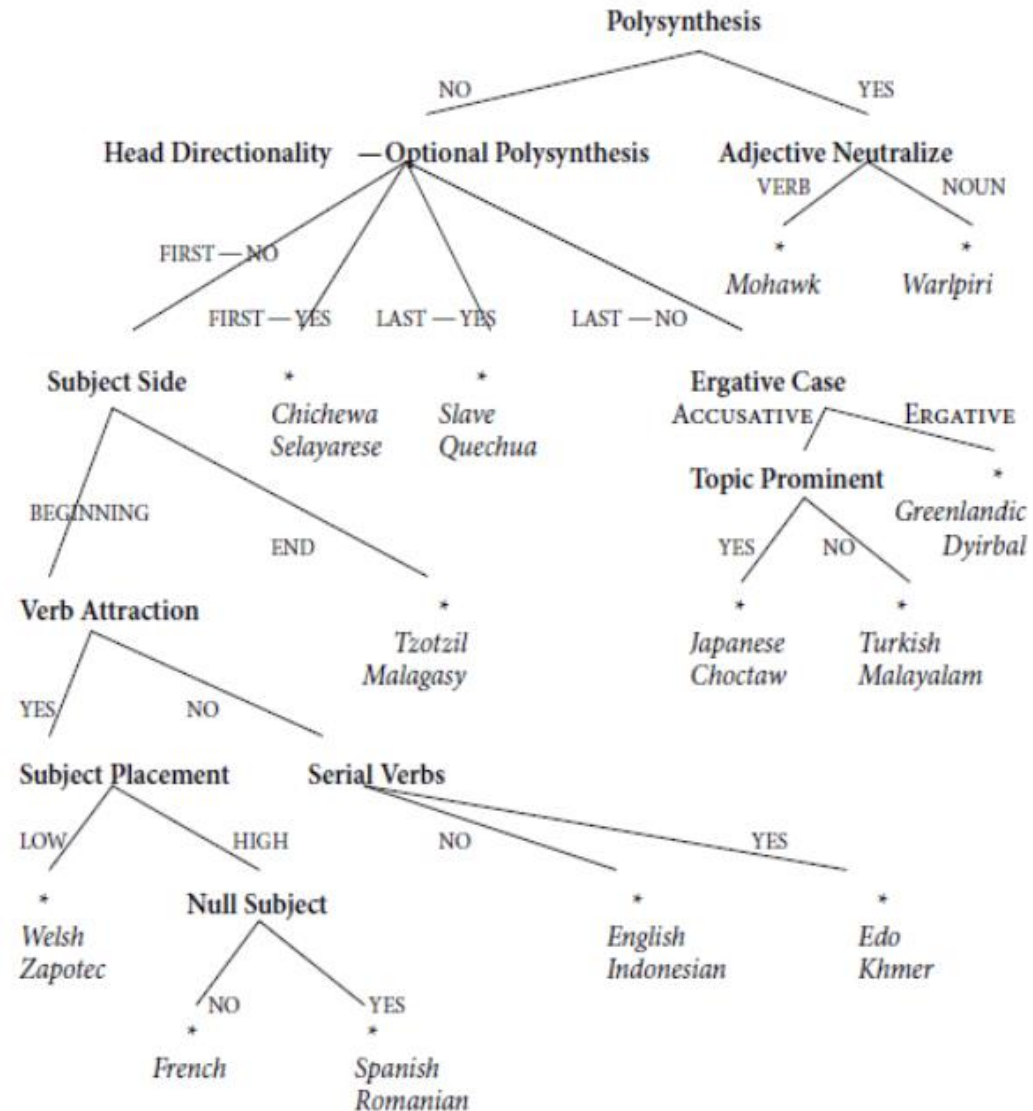 Polysynthesis
NO YES
Head Directionality — Optional Polysynthesis Adjective Neutralize
VERB NOUN
* *
Mohawk Warlpiri
FIRST — NO
FIRST — YES LAST — YES LAST — NO
Subject Side * * Ergative Case
Chichewa Slave ACCUSATIVE ERGATIVE
Selayarese Quechua
Topic Prominent *
BEGINNING Greenlandic
END YES NO Dyirbal
Verb Attraction * * *
Tzotzil Japanese Turkish
Malagasy Choctaw Malayalam
YES NO
Subject Placement Serial Verbs
LOW HIGH NO YES
* Null Subject * *
Welsh English Edo
Zapotec Indonesian Khmer
NO YES
* *
French Spanish
Romanian